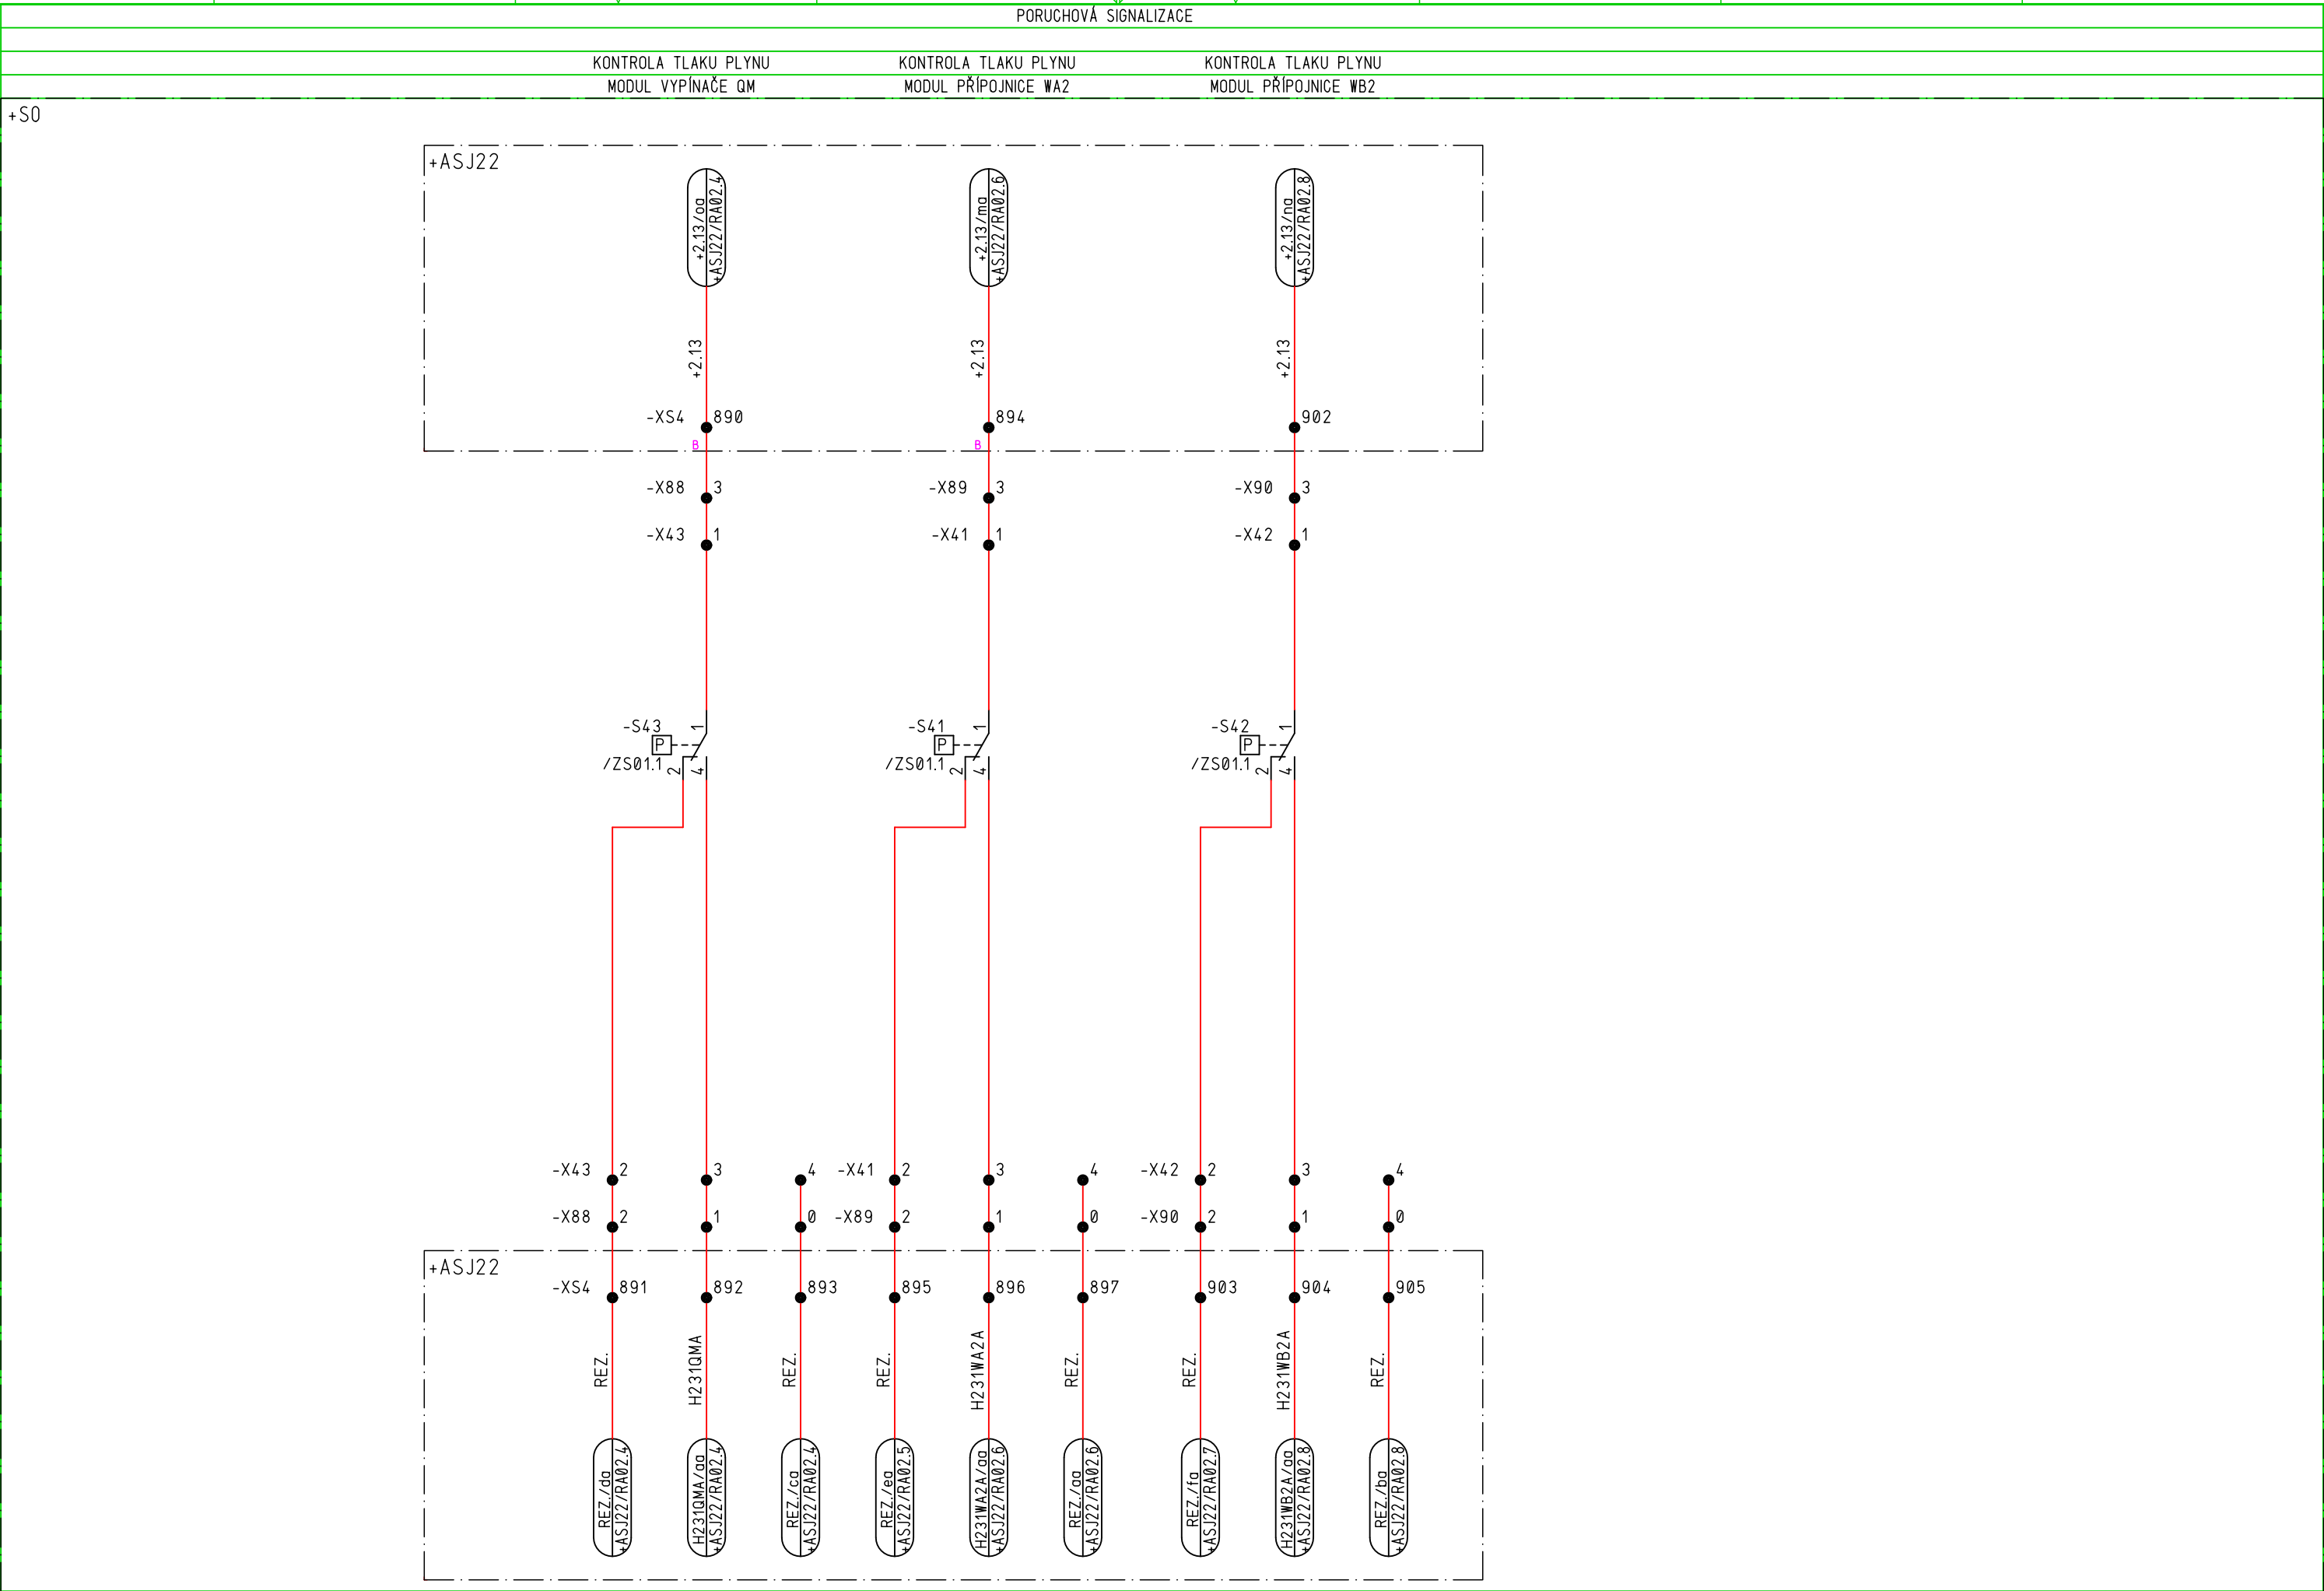 PORUCHOVÁ SIGNALIZACE
KONTROLA TLAKU PLYNU KONTROLA TLAKU PLYNU KONTROLA TLAKU PLYNU
MODUL VYPÍNAČE QM MODUL PŘÍPOJNICE WA2 MODUL PŘÍPOJNICE WB2
+S0
+ASJ22
+2.13/oa +2.13/ma +2.13/na
+ASJ22/RA02.4 +ASJ22/RA02.6 +ASJ22/RA02.8
+2.13 +2.13 +2.13
-XS4 890 894 902
B B
-X88 3 -X89 3 -X90 3
-X43 1 -X41 1 -X42 1
-S43 1 -S41 1 -S42 1
P P P
/ZS01.1 2 4 /ZS01.1 2 4 /ZS01.1 2 4
-X43 2 3 4 -X41 2 3 4 -X42 2 3 4
-X88 2 1 0 -X89 2 1 0 -X90 2 1 0
+ASJ22
-XS4 891 892 893 895 896 897 903 904 905
REZ. H231QMA REZ. REZ. H231WA2A REZ. REZ. H231WB2A REZ.
REZ./da H231QMA/aa REZ./ca REZ./ea H231WA2A/aa REZ./aa REZ./fa H231WB2A/aa REZ./ba
+ASJ22/RA02.4 +ASJ22/RA02.4 +ASJ22/RA02.4 +ASJ22/RA02.5 +ASJ22/RA02.6 +ASJ22/RA02.6 +ASJ22/RA02.7 +ASJ22/RA02.8 +ASJ22/RA02.8